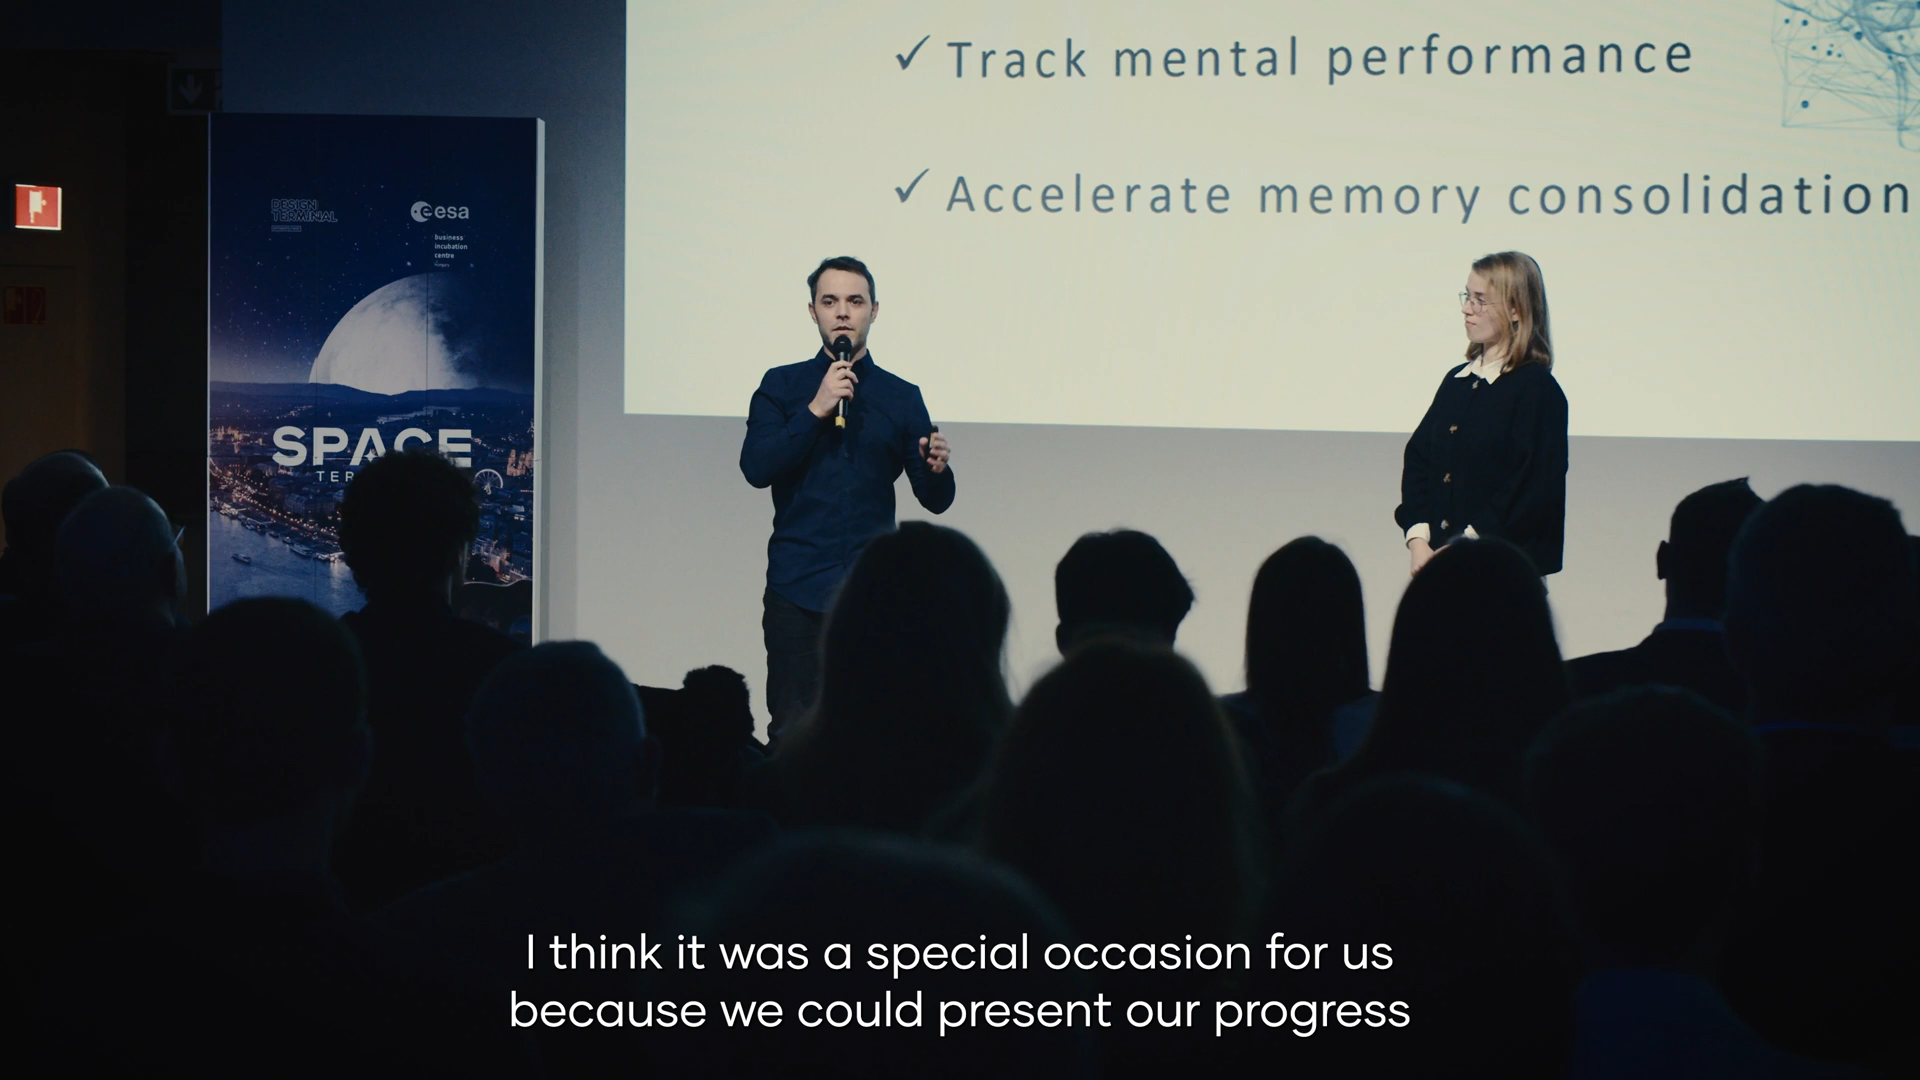 ✓ Track mental performance
✓ Accelerate memory consolidation
DESIGN
TERMINAL
esa
business
incubation
centre
SPACE
TER
I think it was a special occasion for us
because we could present our progress